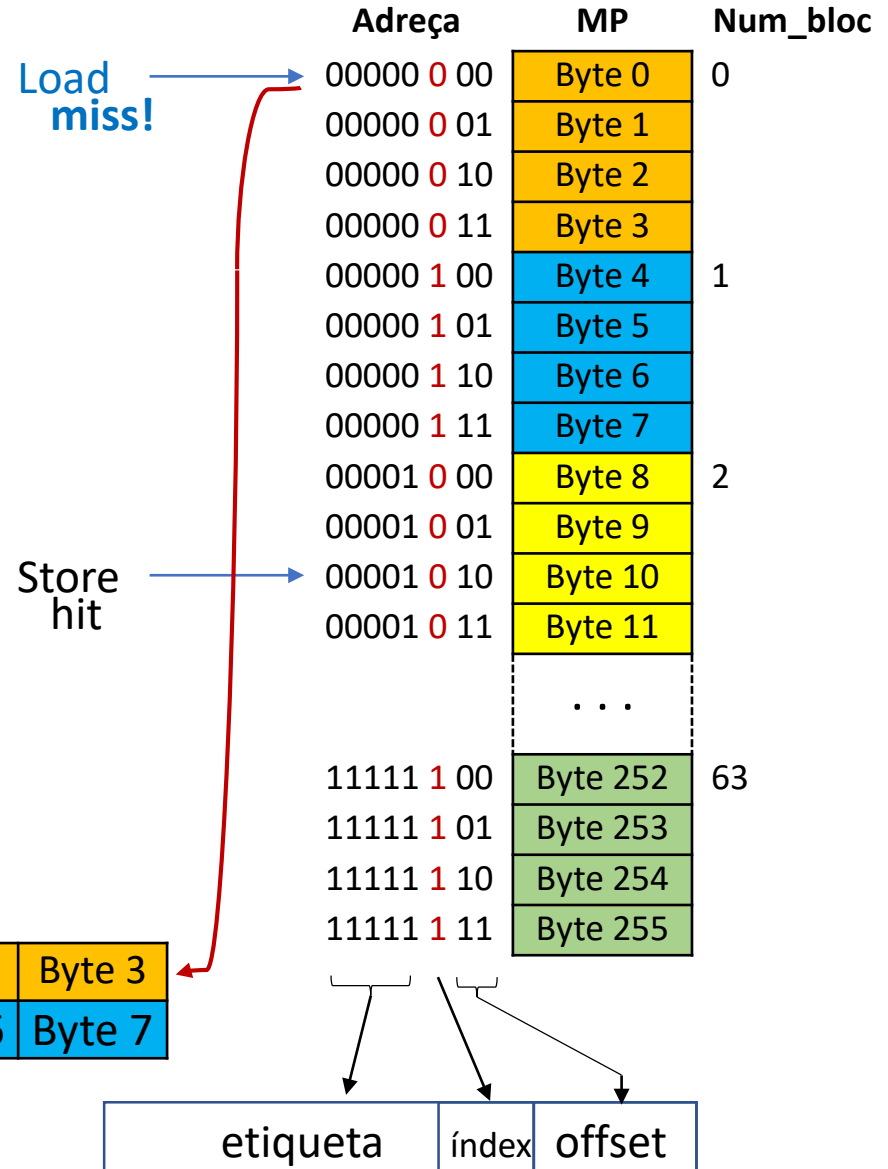 Adreça MP Num_bloc
Load 00000 0 00 Byte 0 0
miss! 00000 0 01 Byte 1
00000 0 10 Byte 2
00000 0 11 Byte 3
00000 1 00 Byte 4 1
00000 1 01 Byte 5
00000 1 10 Byte 6
00000 1 11 Byte 7
00001 0 00 Byte 8 2
00001 0 01 Byte 9
Store 00001 0 10 Byte 10
hit 00001 0 11 Byte 11
. . .
11111 1 00 Byte 252 63
11111 1 01 Byte 253
11111 1 10 Byte 254
11111 1 11 Byte 255
Byte 3
Byte 7
etiqueta índex offset